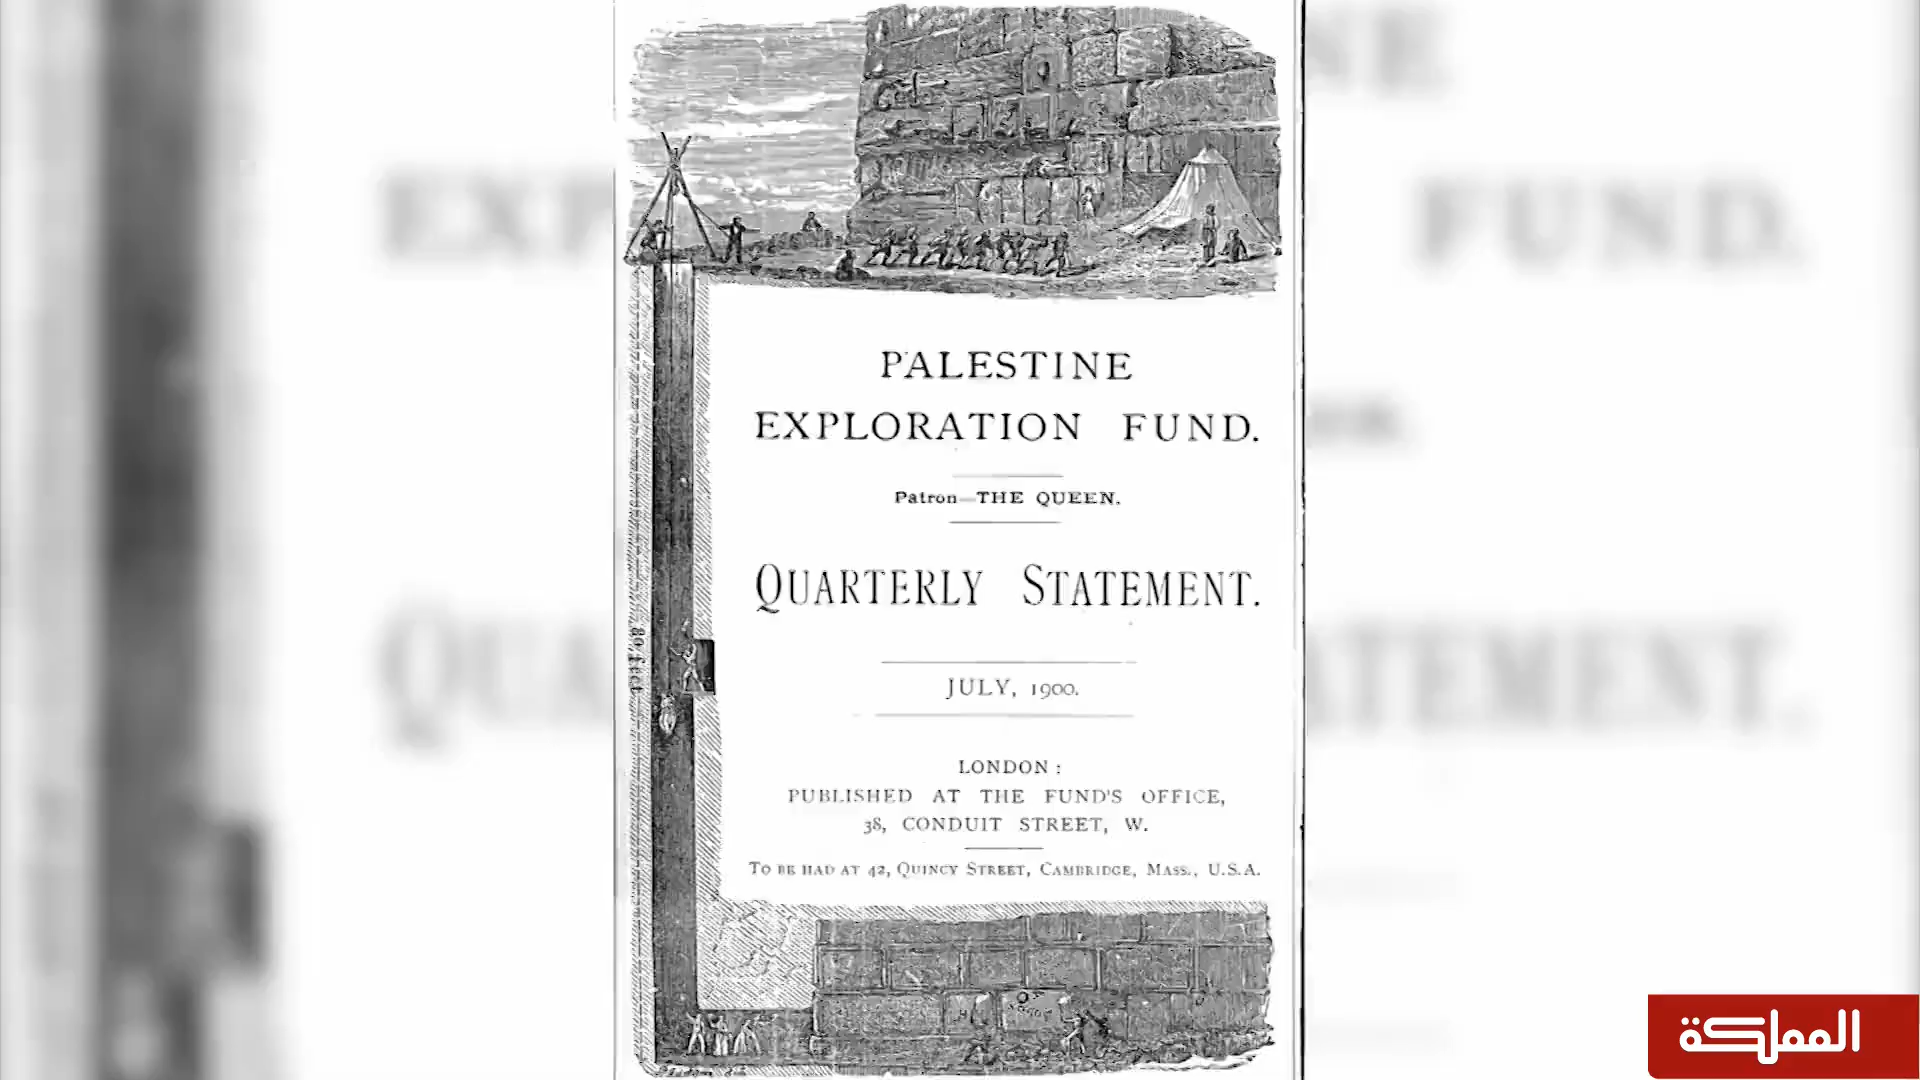 PALESTINE
EXPLORATION FUND.
Patron—THE QUEEN.
QUARTERLY STATEMENT.
80 feet
JULY, 1900.
LONDON:
PUBLISHED AT THE FUND'S OFFICE,
38, CONDUIT STREET, W.
TO BE HAD AT 42, QUINCY STREET, CAMBRIDGE, MASS., U.S.A.
المملكة